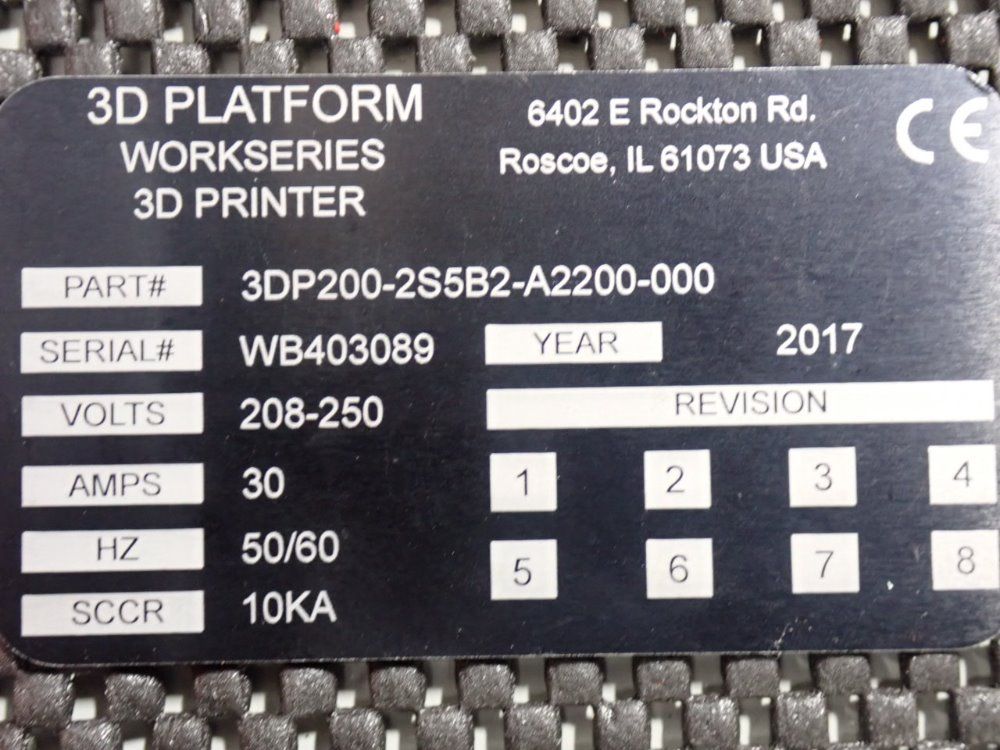 3D PLATFORM
WORKSERIES
3D PRINTER
6402 E Rockton Rd.
Roscoe, IL 61073 USA
CE
PART# 3DP200-2S5B2-A2200-000
SERIAL# WB403089 YEAR 2017
VOLTS 208-250 REVISION
AMPS 30 1 2 3 4
HZ 50/60 5 6 7 8
SCCR 10KA